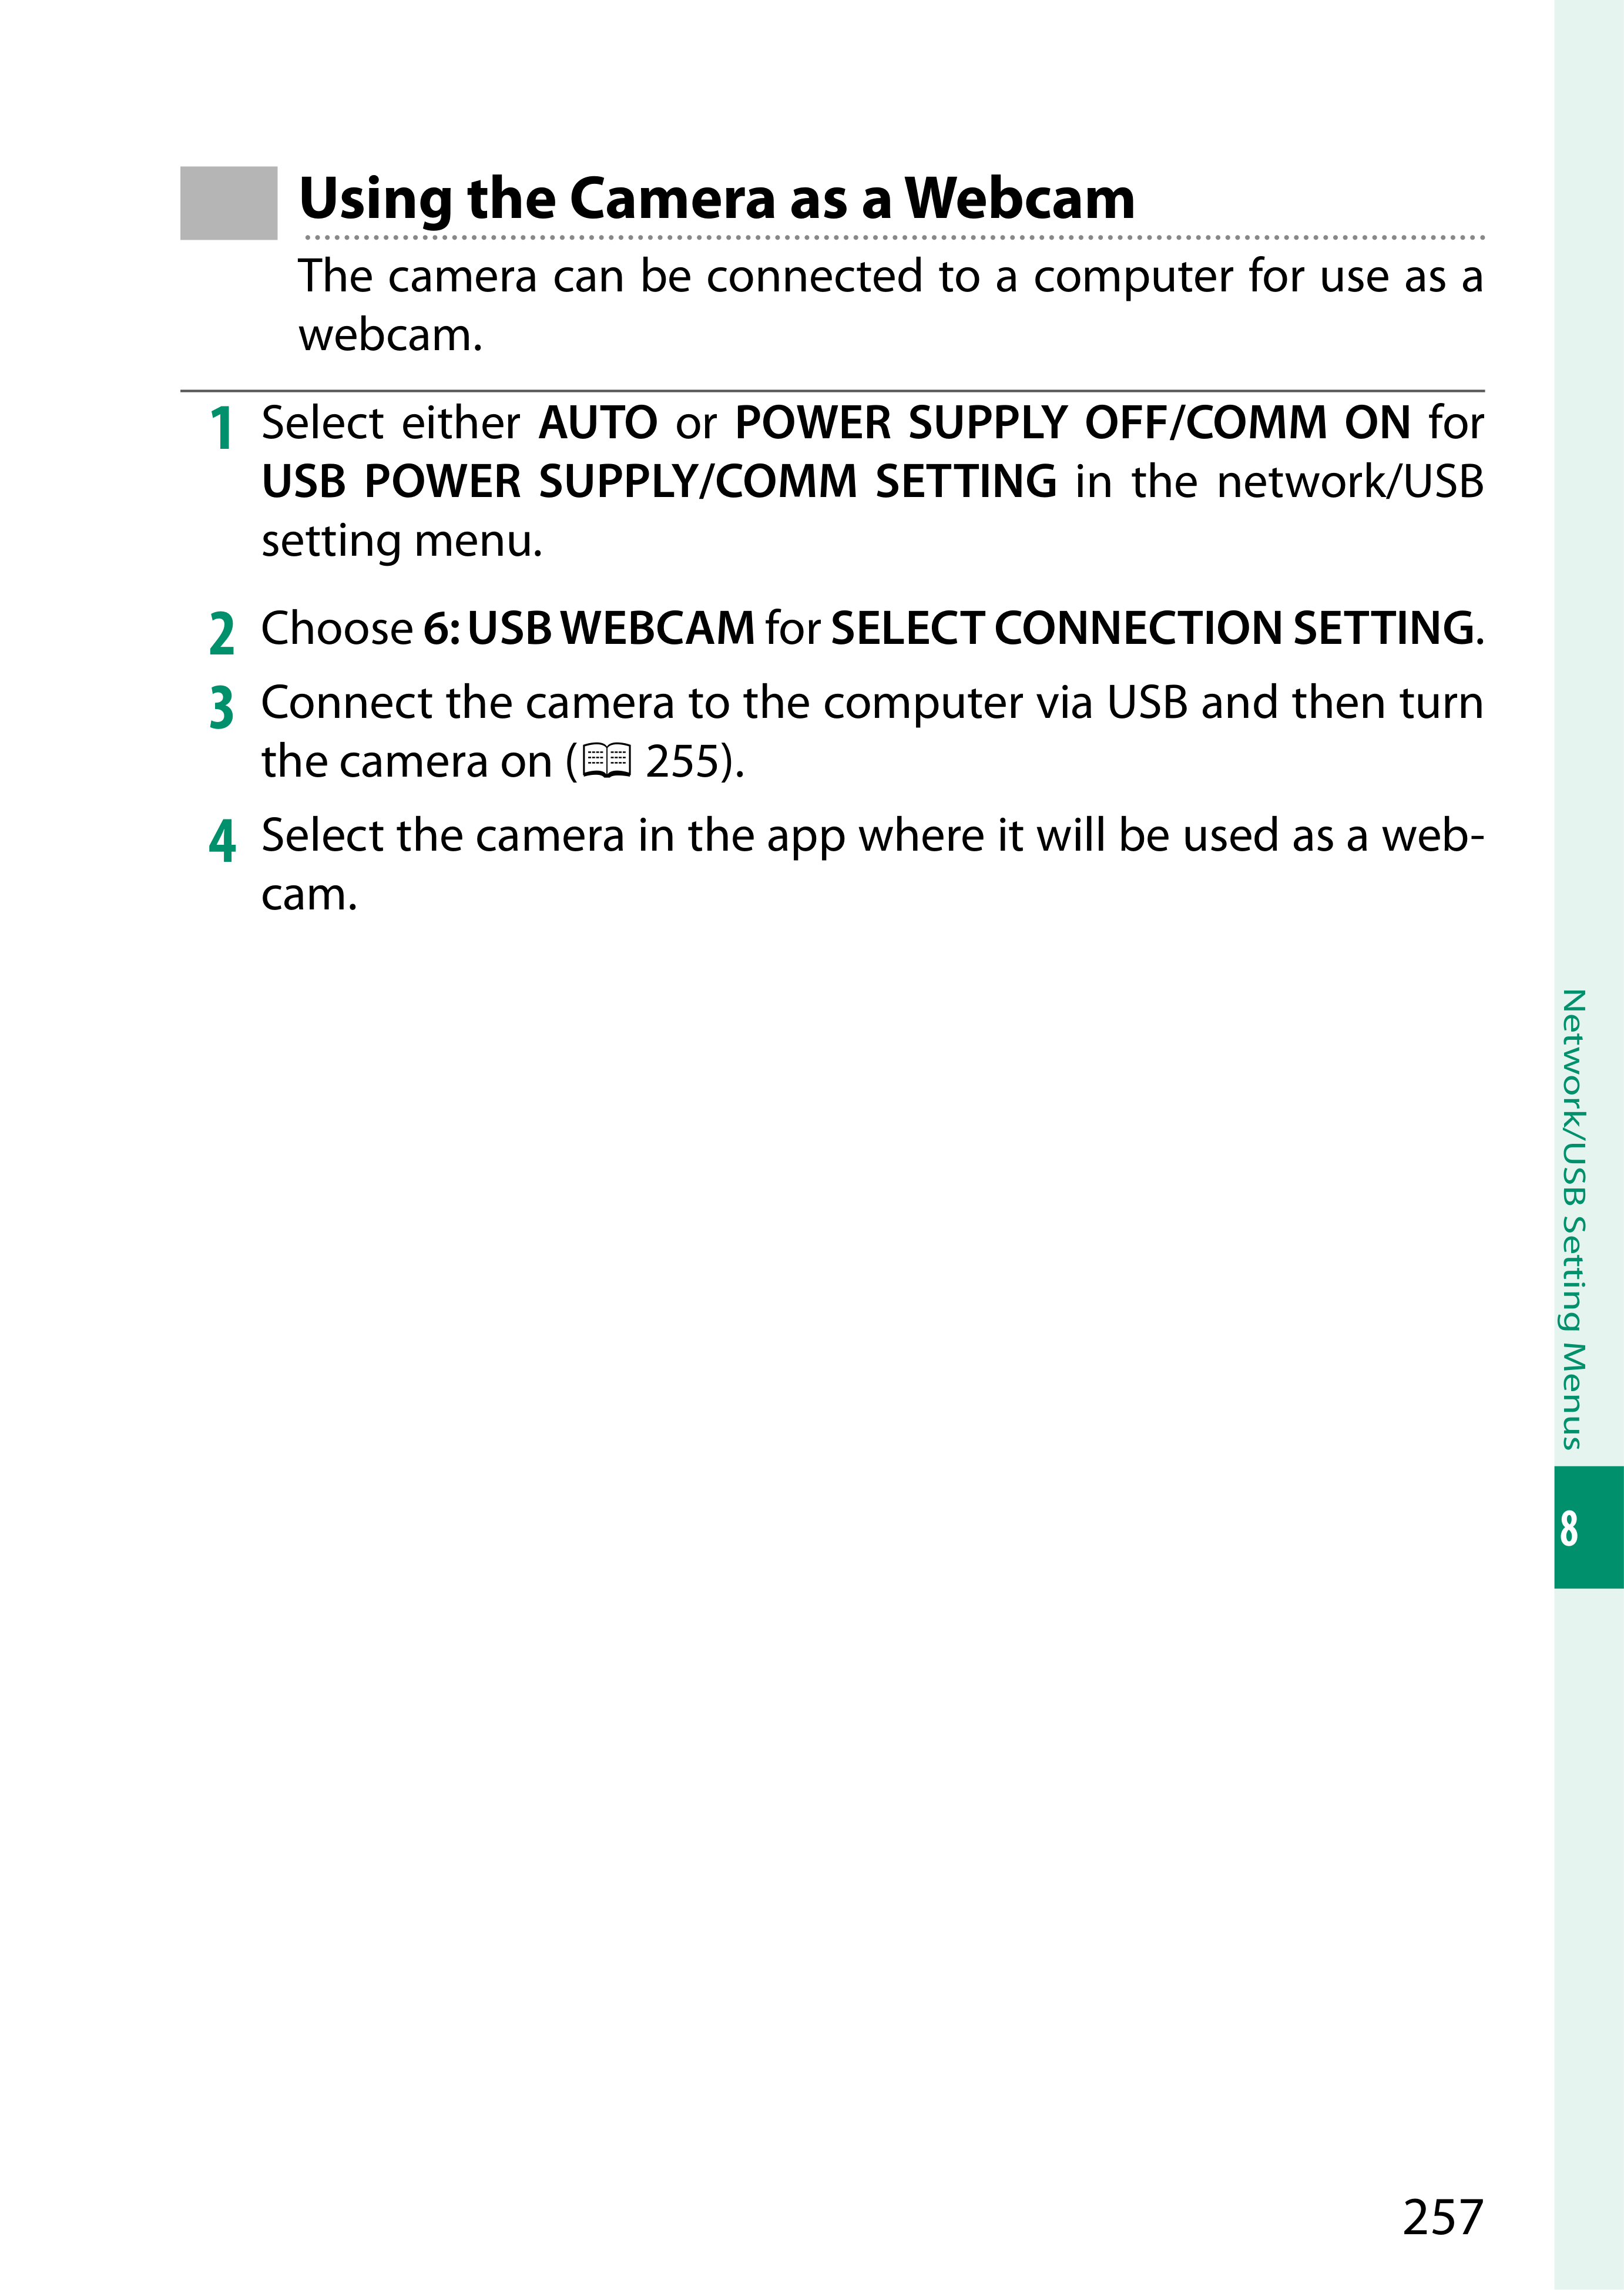 Using the Camera as a Webcam
The camera can be connected to a computer for use as a
webcam.
1 Select either AUTO or POWER SUPPLY OFF/COMM ON for
USB POWER SUPPLY/COMM SETTING in the network/USB
setting menu.
2 Choose 6: USB WEBCAM for SELECT CONNECTION SETTING.
3 Connect the camera to the computer via USB and then turn
the camera on (📖 255).
4 Select the camera in the app where it will be used as a web-
cam.
Network/USB Setting Menus
8
257